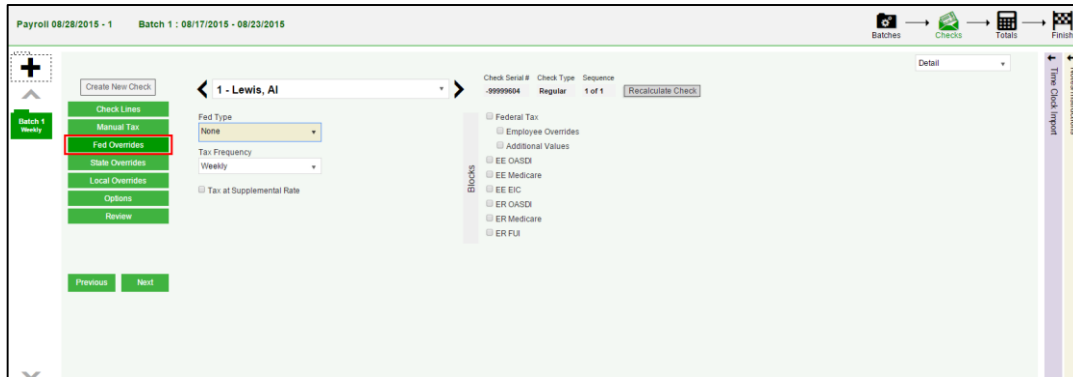 Payroll 08/28/2015 - 1 Batch 1 : 08/17/2015 - 08/23/2015
Batches Checks Totals Finish
Batch 1
Weekly
Create New Check
Check Lines
Manual Tax
Fed Overrides
State Overrides
Local Overrides
Options
Review
Previous Next
1 - Lewis, Al
Fed Type
None
Tax Frequency
Weekly
Tax at Supplemental Rate
Check Serial # Check Type Sequence
-99999604 Regular 1 of 1 Recalculate Check
Blocks
Federal Tax
Employee Overrides
Additional Values
EE OASDI
EE Medicare
EE EIC
ER OASDI
ER Medicare
ER FUI
Detail
Time Clock Import